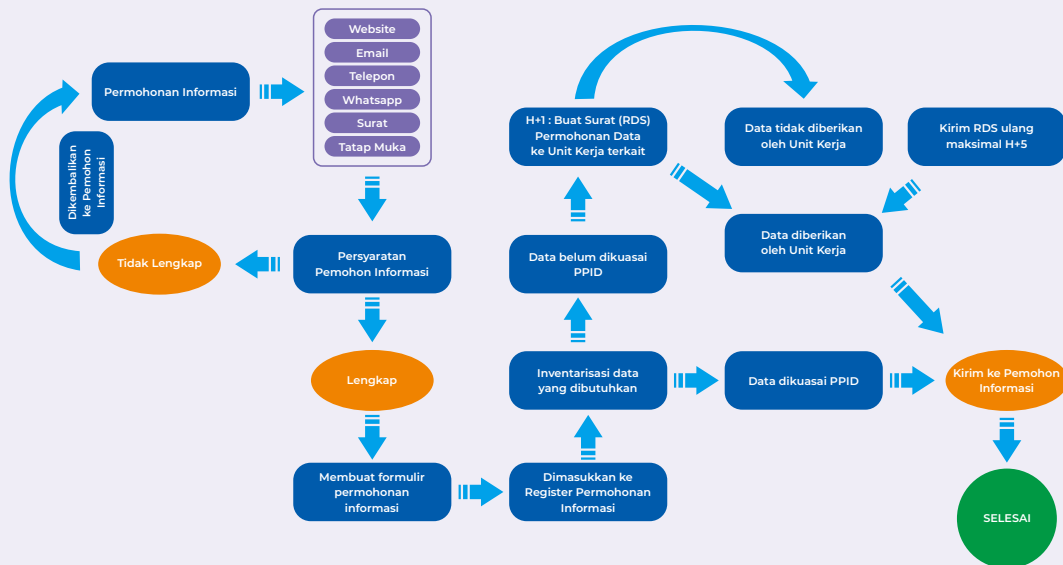 Permohonan Informasi
Website
Email
Telepon
Whatsapp
Surat
Tatap Muka
Dikembalikan
ke Pemohon
Informasi
Tidak Lengkap
Persyaratan
Pemohon Informasi
Lengkap
Membuat formulir
permohonan
informasi
Dimasukkan ke
Register Permohonan
Informasi
Inventarisasi data
yang dibutuhkan
Data belum dikuasai
PPID
H+1 : Buat Surat (RDS)
Permohonan Data
ke Unit Kerja terkait
Data tidak diberikan
oleh Unit Kerja
Kirim RDS ulang
maksimal H+5
Data diberikan
oleh Unit Kerja
Data dikuasai PPID
Kirim ke Pemohon
Informasi
SELESAI